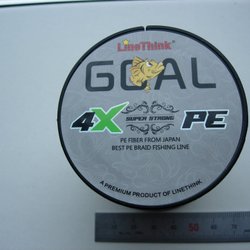 LineThink
GOAL
4X SUPER STRONG PE
PE FIBER FROM JAPAN
BEST PE BRAID FISHING LINE
A PREMIUM PRODUCT OF LINETHINK
50